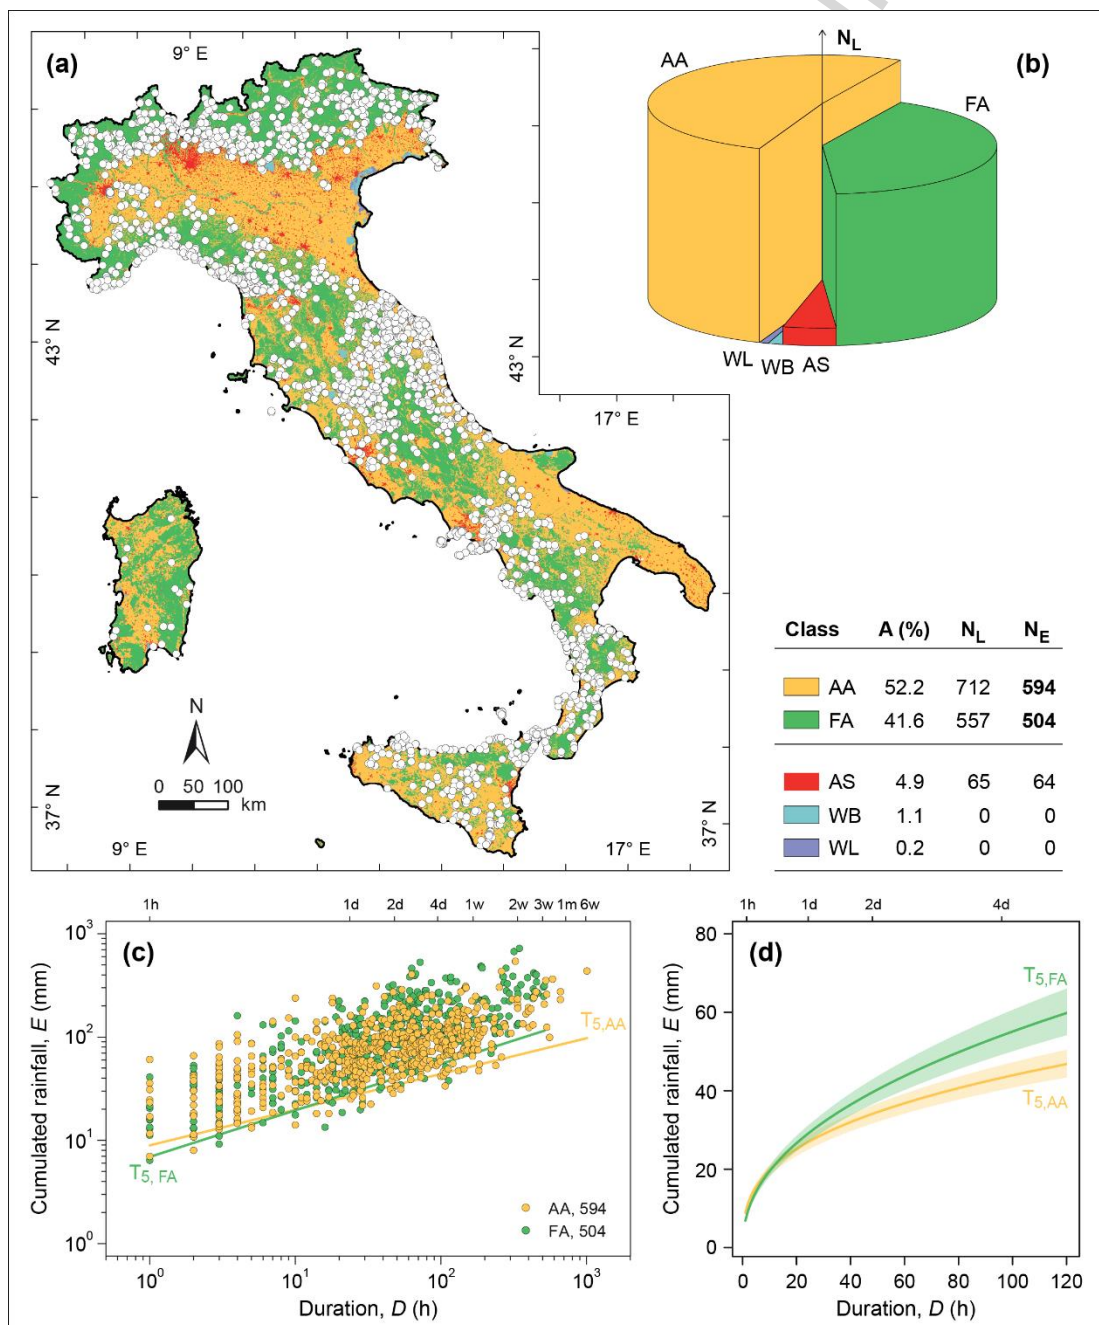 (a)
9° E
43° N
37° N
9° E
17° E
37° N
43° N
17° E
N
0 50 100
km
(b)
N_L
AA
FA
WL
WB
AS
Class A (%) N_L N_E
AA 52.2 712 594
FA 41.6 557 504
AS 4.9 65 64
WB 1.1 0 0
WL 0.2 0 0
1h 1d 2d 4d 1w 2w 3w 1m 6w
(c)
10³
10²
10¹
10⁰
Cumulated rainfall, E (mm)
T5,AA
T5, FA
AA, 594
FA, 504
10⁰ 10¹ 10² 10³
Duration, D (h)
1h 1d 2d 4d
(d)
80
60
40
20
0
Cumulated rainfall, E (mm)
T5,FA
T5,AA
0 20 40 60 80 100 120
Duration, D (h)